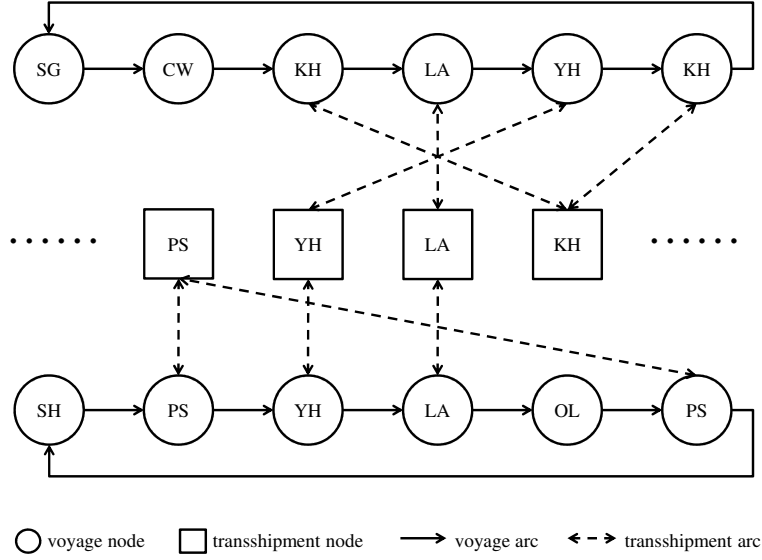 SG CW KH LA YH KH
...... PS YH LA KH ......
SH PS YH LA OL PS
voyage node transshipment node voyage arc transshipment arc